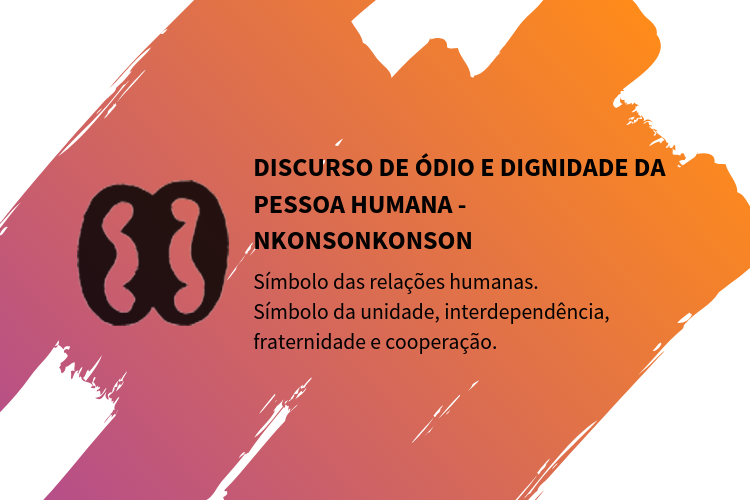 DISCURSO DE ÓDIO E DIGNIDADE DA
PESSOA HUMANA -
NKONSONKONSON
Símbolo das relações humanas.
Símbolo da unidade, interdependência,
fraternidade e cooperação.